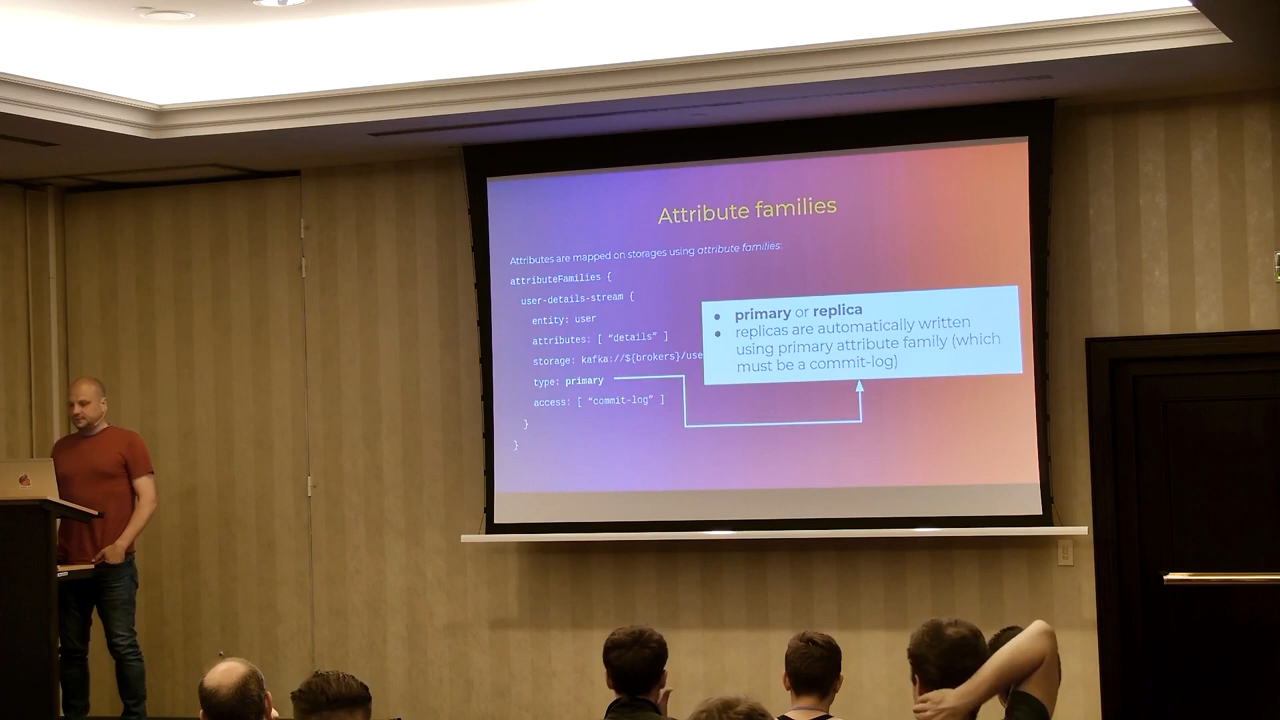 Attribute families
Attributes are mapped on storages using attribute families:
attributeFamilies {
user-details-stream {
entity: user
attributes: [ “details” ]
storage: kafka://${brokers}/use
type: primary
access: [ “commit-log” ]
}
}
• primary or replica
• replicas are automatically written
using primary attribute family (which
must be a commit-log)